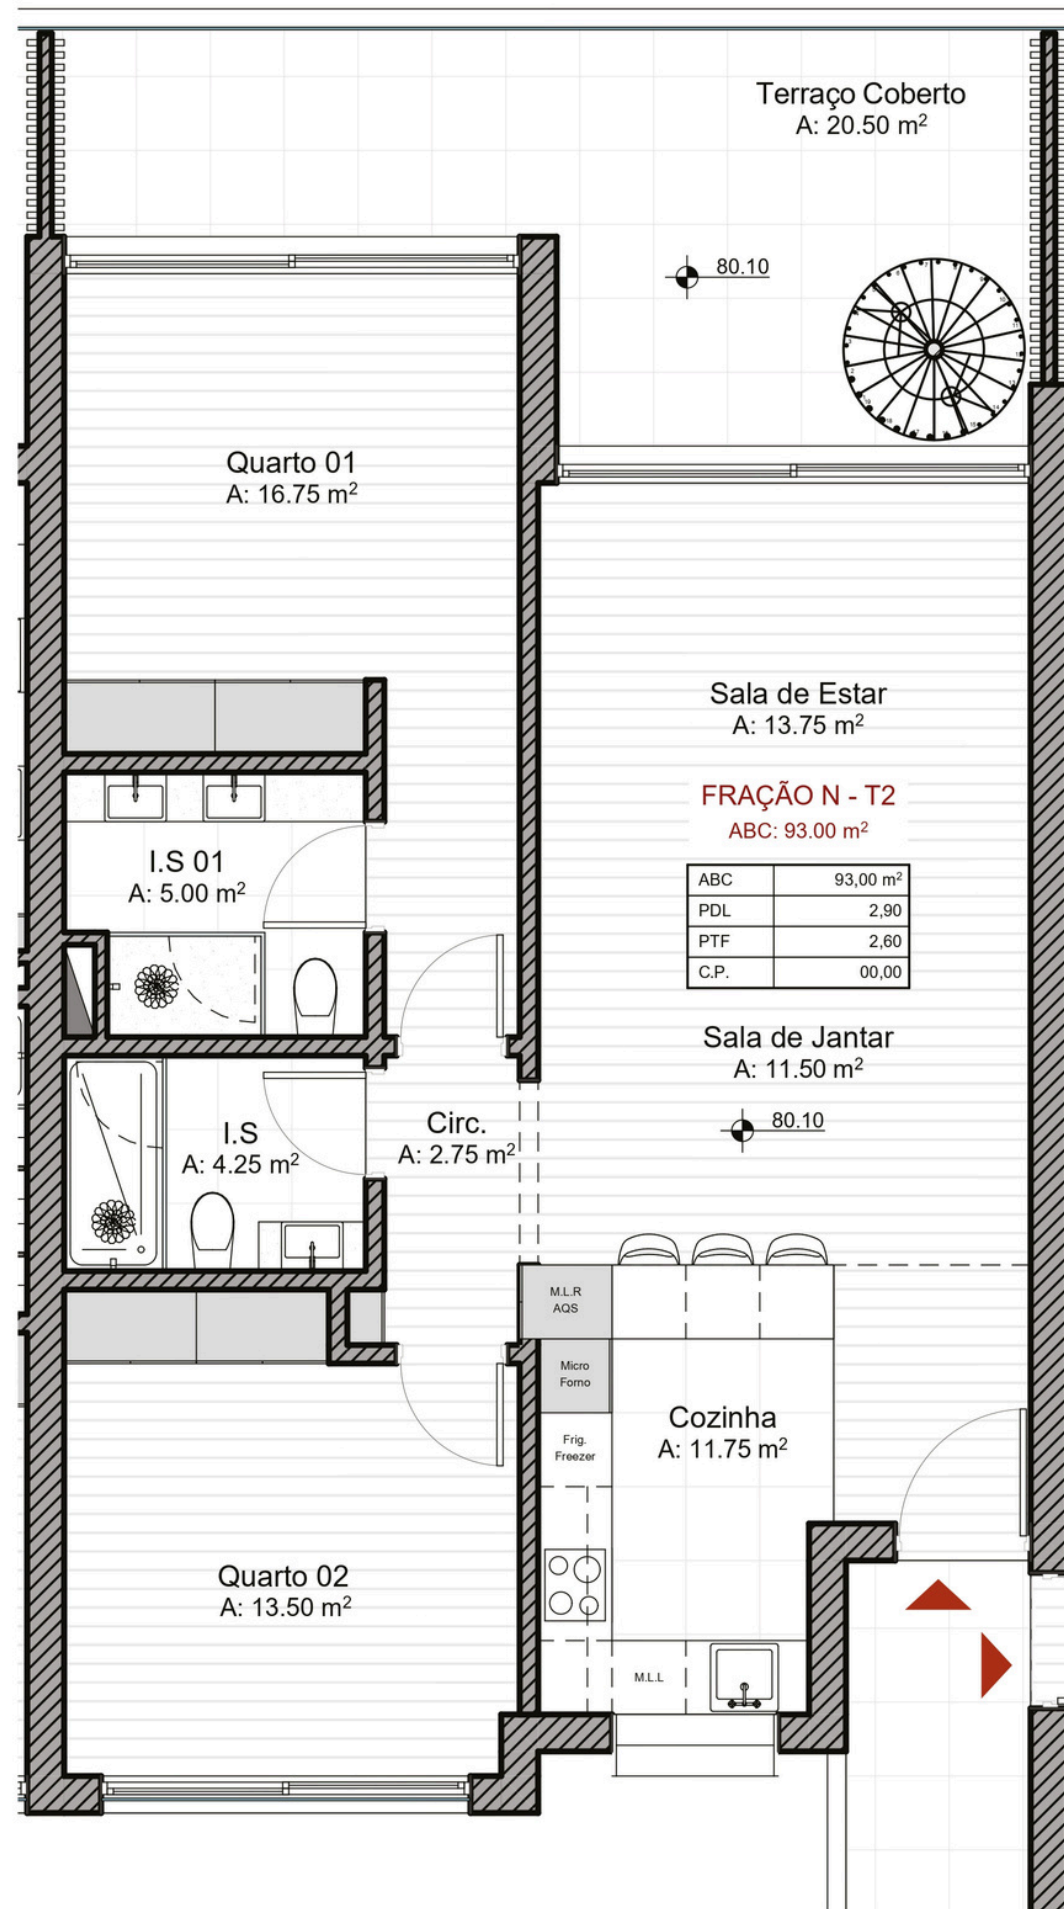 Terraço Coberto
A: 20.50 m²
80.10
Quarto 01
A: 16.75 m²
Sala de Estar
A: 13.75 m²
FRAÇÃO N - T2
ABC: 93.00 m²
ABC 93,00 m²
PDL 2,90
PTF 2,60
C.P. 00,00
I.S 01
A: 5.00 m²
Sala de Jantar
A: 11.50 m²
80.10
Circ.
A: 2.75 m²
I.S
A: 4.25 m²
M.L.R
AQS
Micro
Forno
Frig.
Freezer
Cozinha
A: 11.75 m²
Quarto 02
A: 13.50 m²
M.L.L